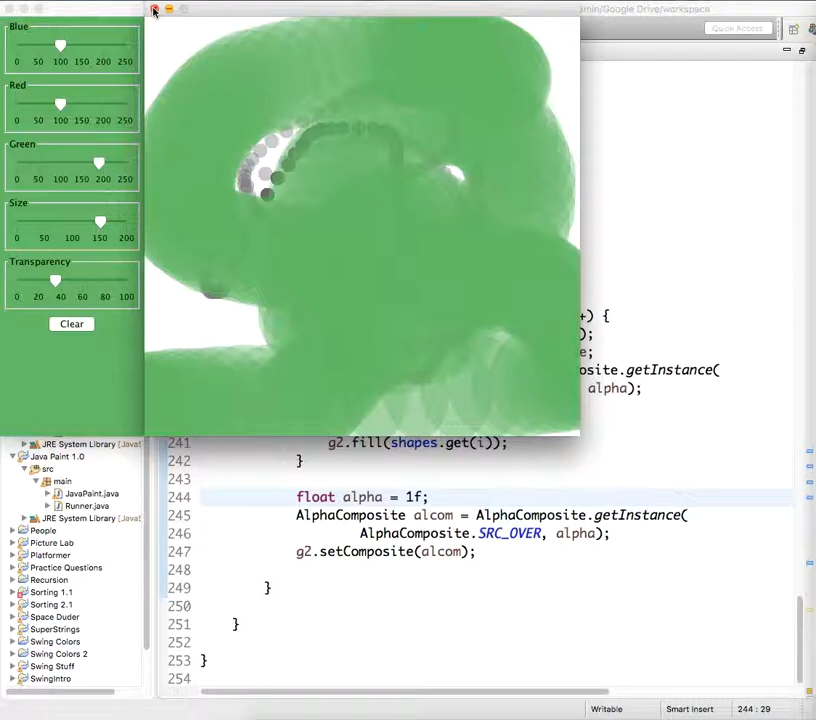 min/Google Drive/workspace
Quick Access
Blue
0 50 100 150 200 250
Red
0 50 100 150 200 250
Green
0 50 100 150 200 250
Size
0 50 100 150 200
Transparency
0 20 40 60 80 100
Clear
+) {
);
e;
osite.getInstance(
alpha);
241 g2.fill(shapes.get(i));
242 }
243
244 float alpha = 1f;
245 AlphaComposite alcom = AlphaComposite.getInstance(
246 AlphaComposite.SRC_OVER, alpha);
247 g2.setComposite(alcom);
248
249 }
250
251 }
252
253 }
254
JRE System Library [Java
Java Paint 1.0
src
main
JavaPaint.java
Runner.java
JRE System Library [Java
People
Picture Lab
Platformer
Practice Questions
Recursion
Sorting 1.1
Sorting 2.1
Space Duder
SuperStrings
Swing Colors
Swing Colors 2
Swing Stuff
SwingIntro
Writable
Smart Insert
244 : 29